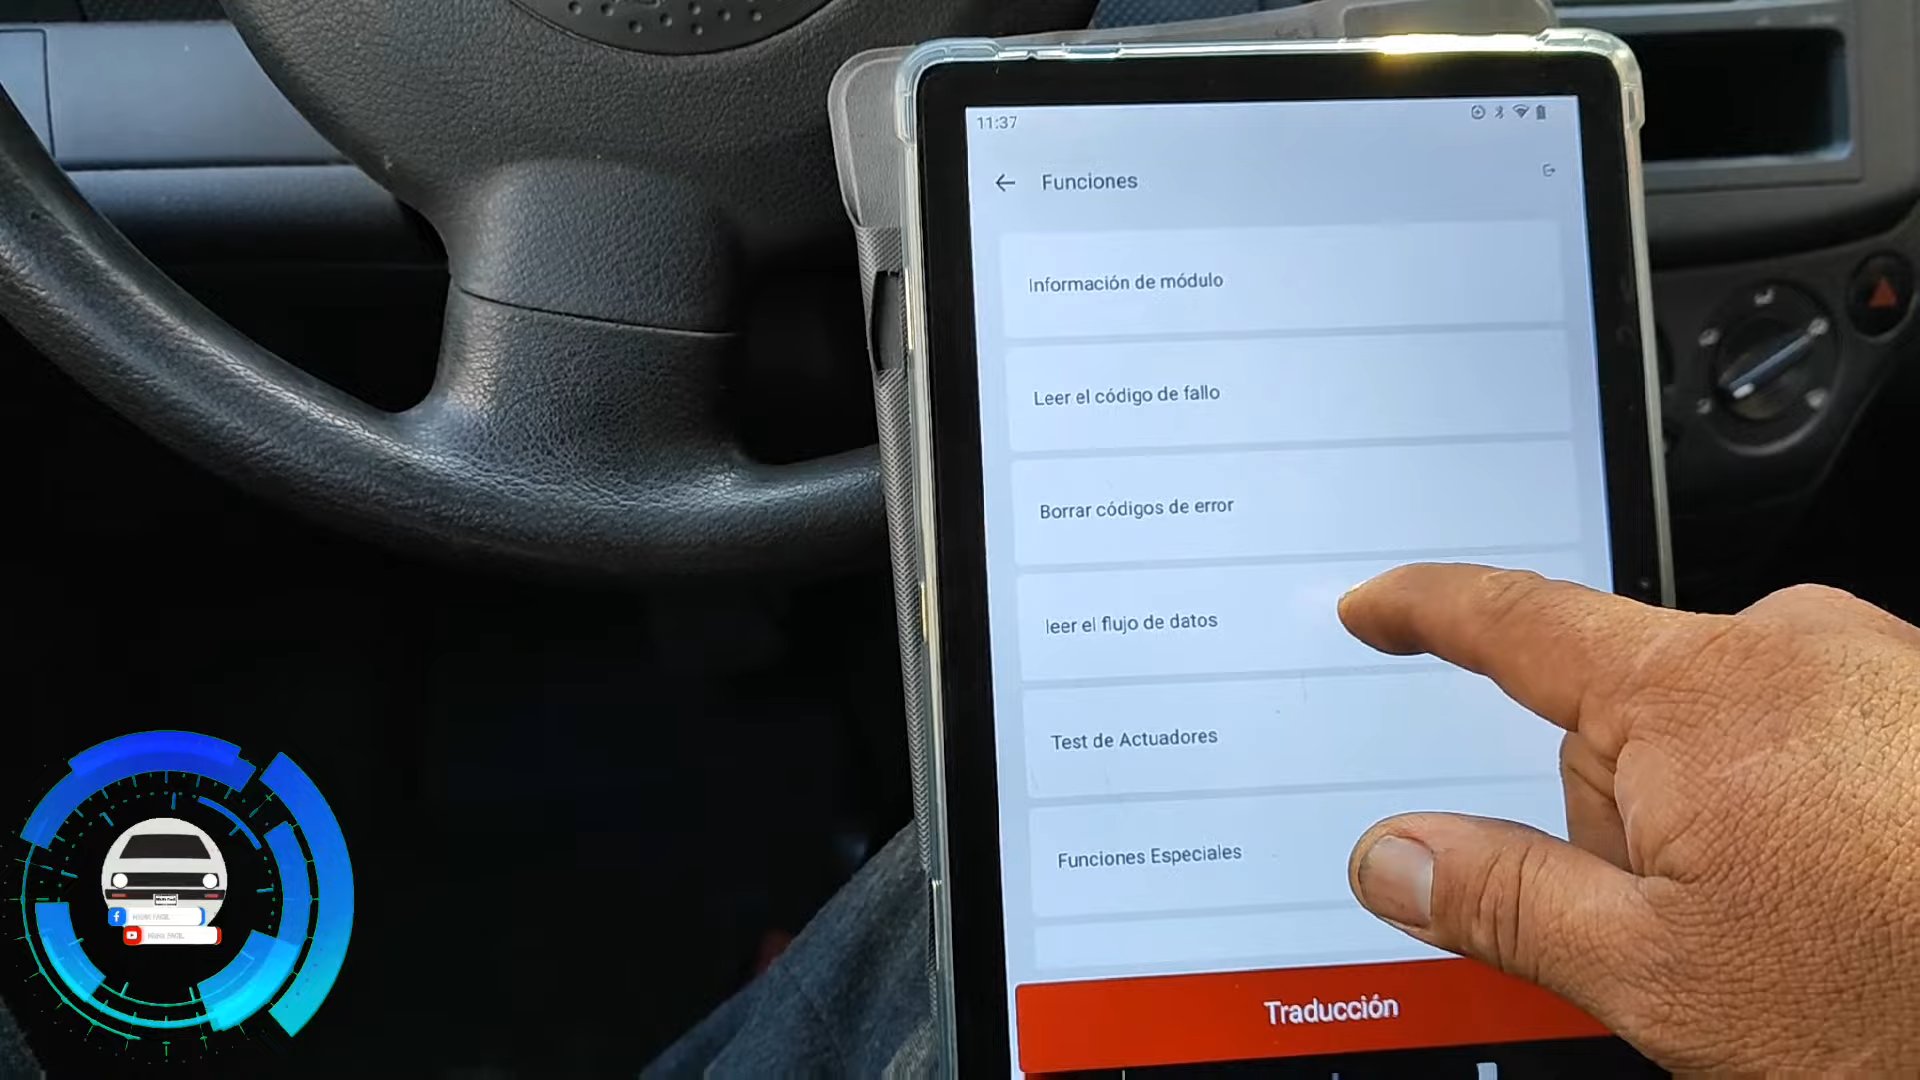 11:37
Funciones
Información de módulo
Leer el código de fallo
Borrar códigos de error
leer el flujo de datos
Test de Actuadores
Funciones Especiales
Traducción